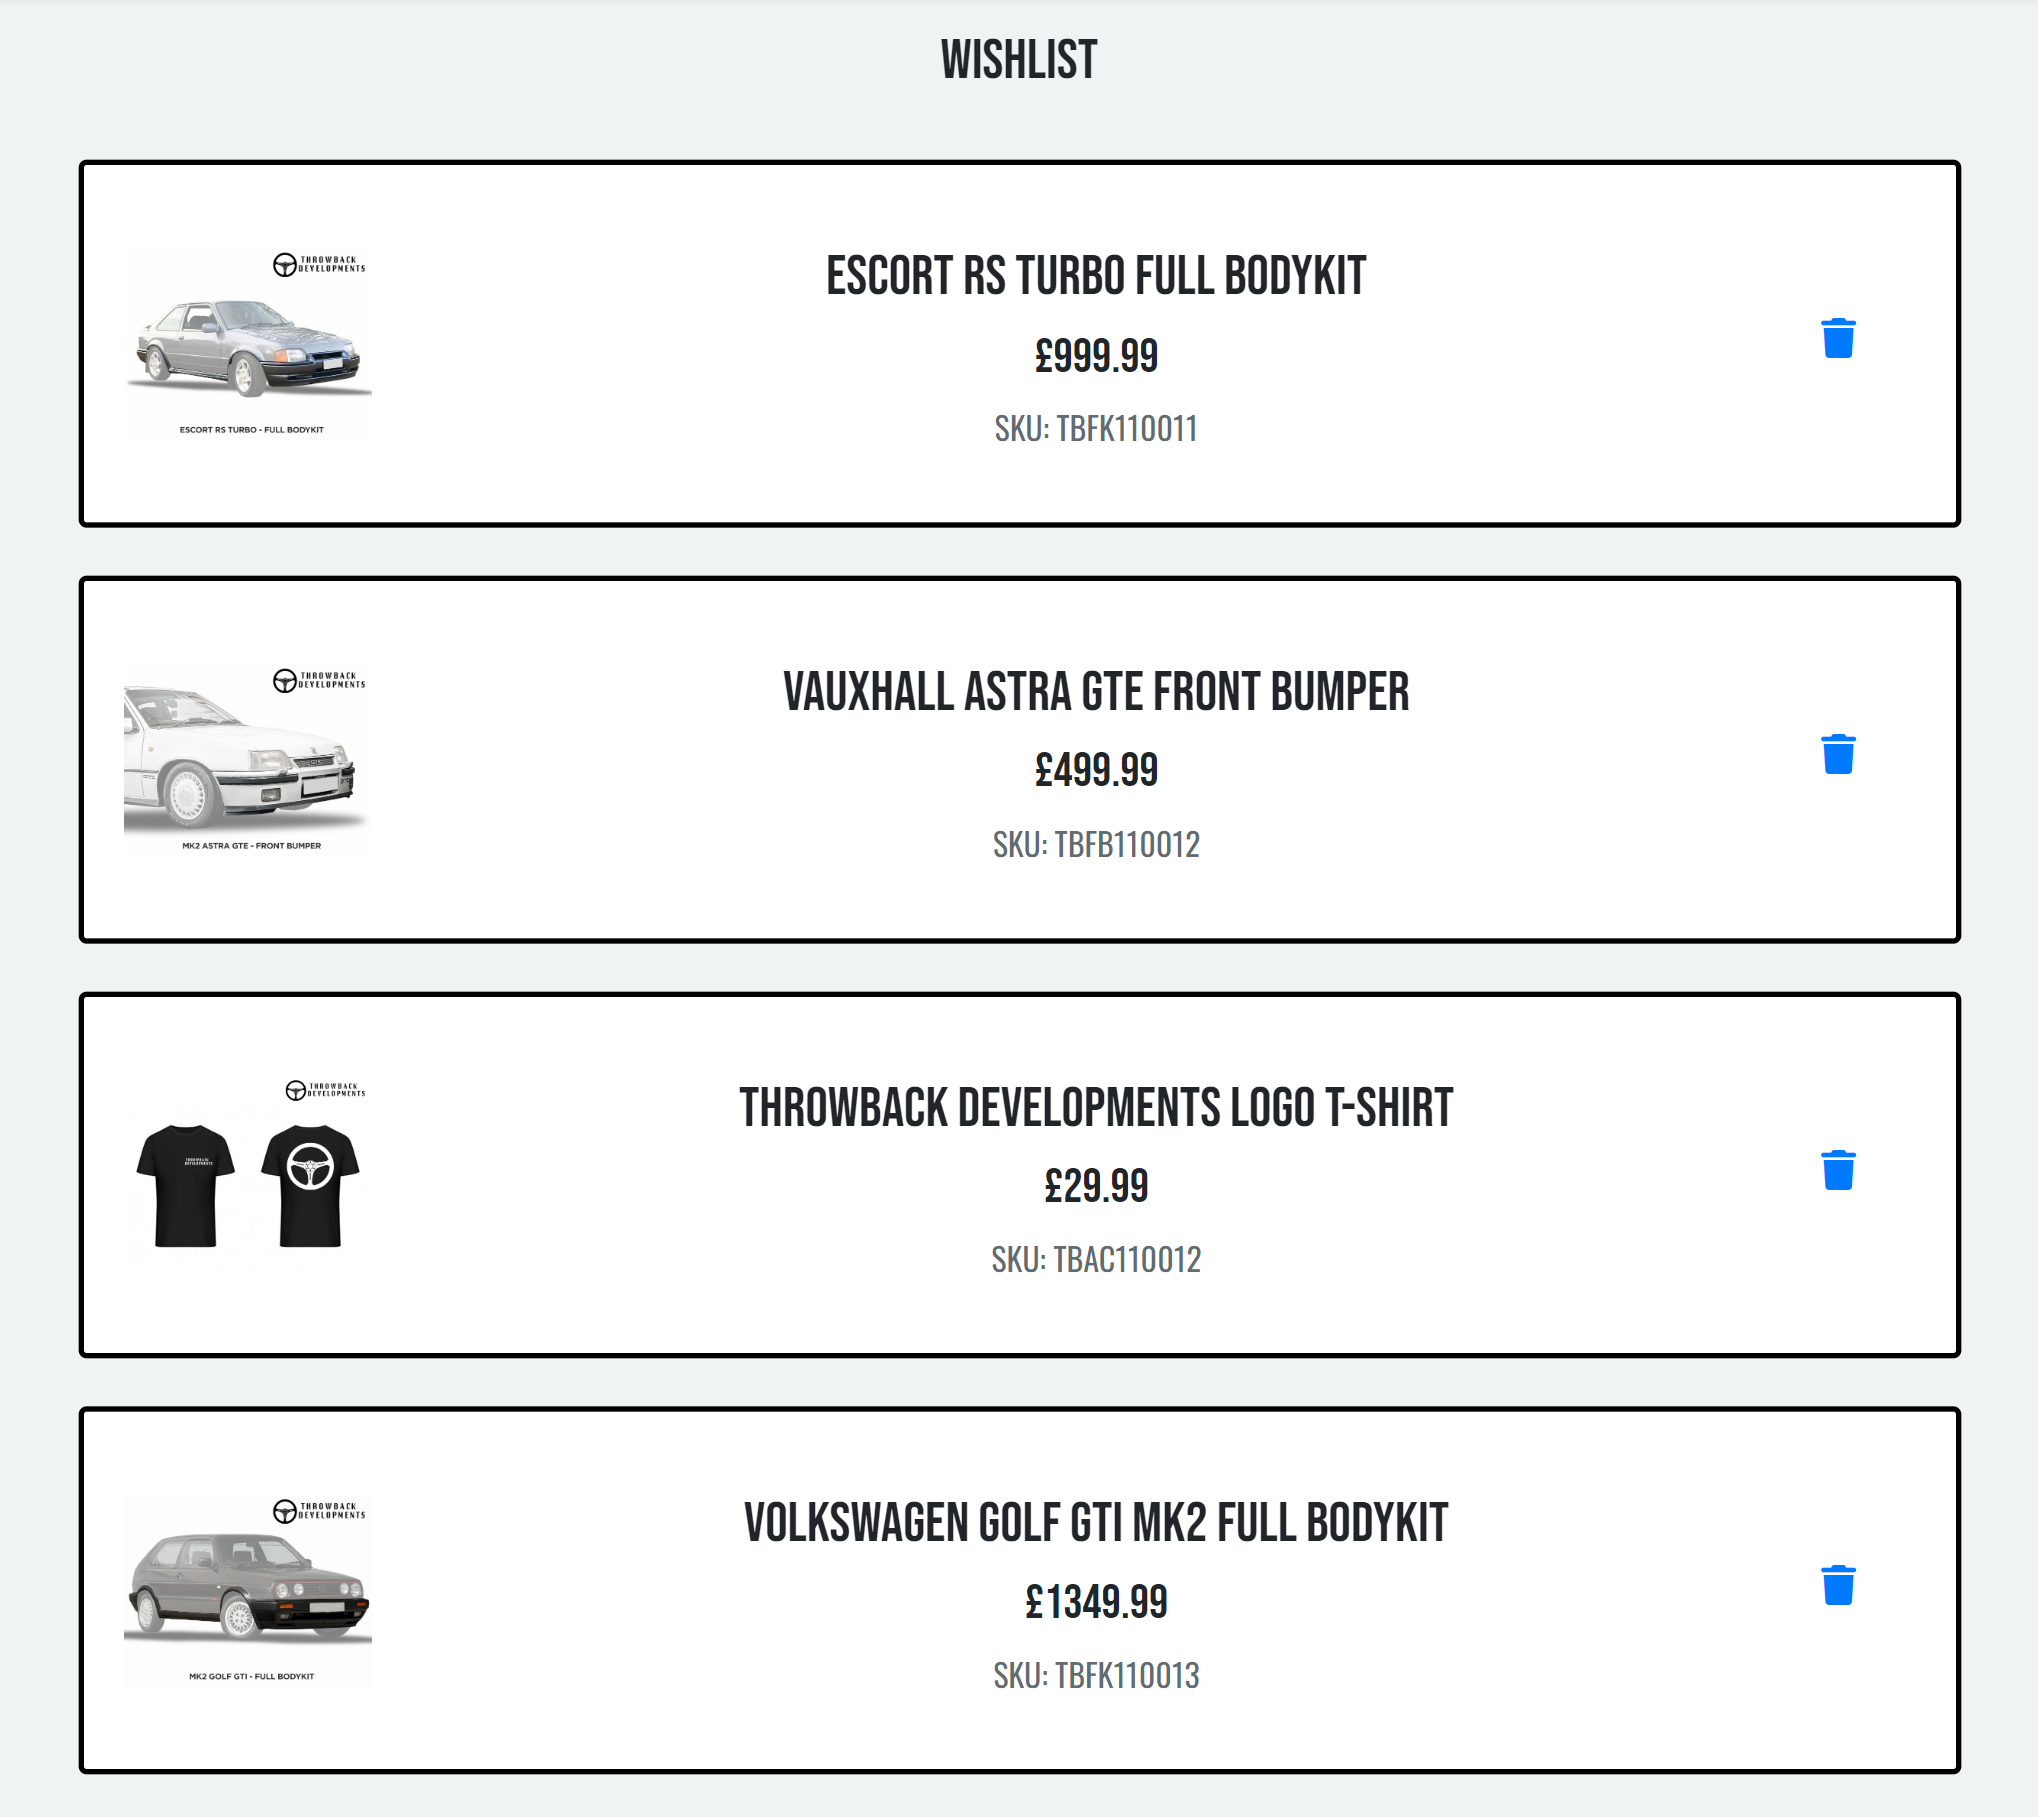 WISHLIST
THROWBACK
DEVELOPMENTS
ESCORT RS TURBO - FULL BODYKIT
ESCORT RS TURBO FULL BODYKIT
£999.99
SKU: TBFK110011
THROWBACK
DEVELOPMENTS
MK2 ASTRA GTE - FRONT BUMPER
VAUXHALL ASTRA GTE FRONT BUMPER
£499.99
SKU: TBFB110012
THROWBACK
DEVELOPMENTS
THROWBACK
DEVELOPMENTS
THROWBACK DEVELOPMENTS LOGO T-SHIRT
£29.99
SKU: TBAC110012
THROWBACK
DEVELOPMENTS
MK2 GOLF GTI - FULL BODYKIT
VOLKSWAGEN GOLF GTI MK2 FULL BODYKIT
£1349.99
SKU: TBFK110013